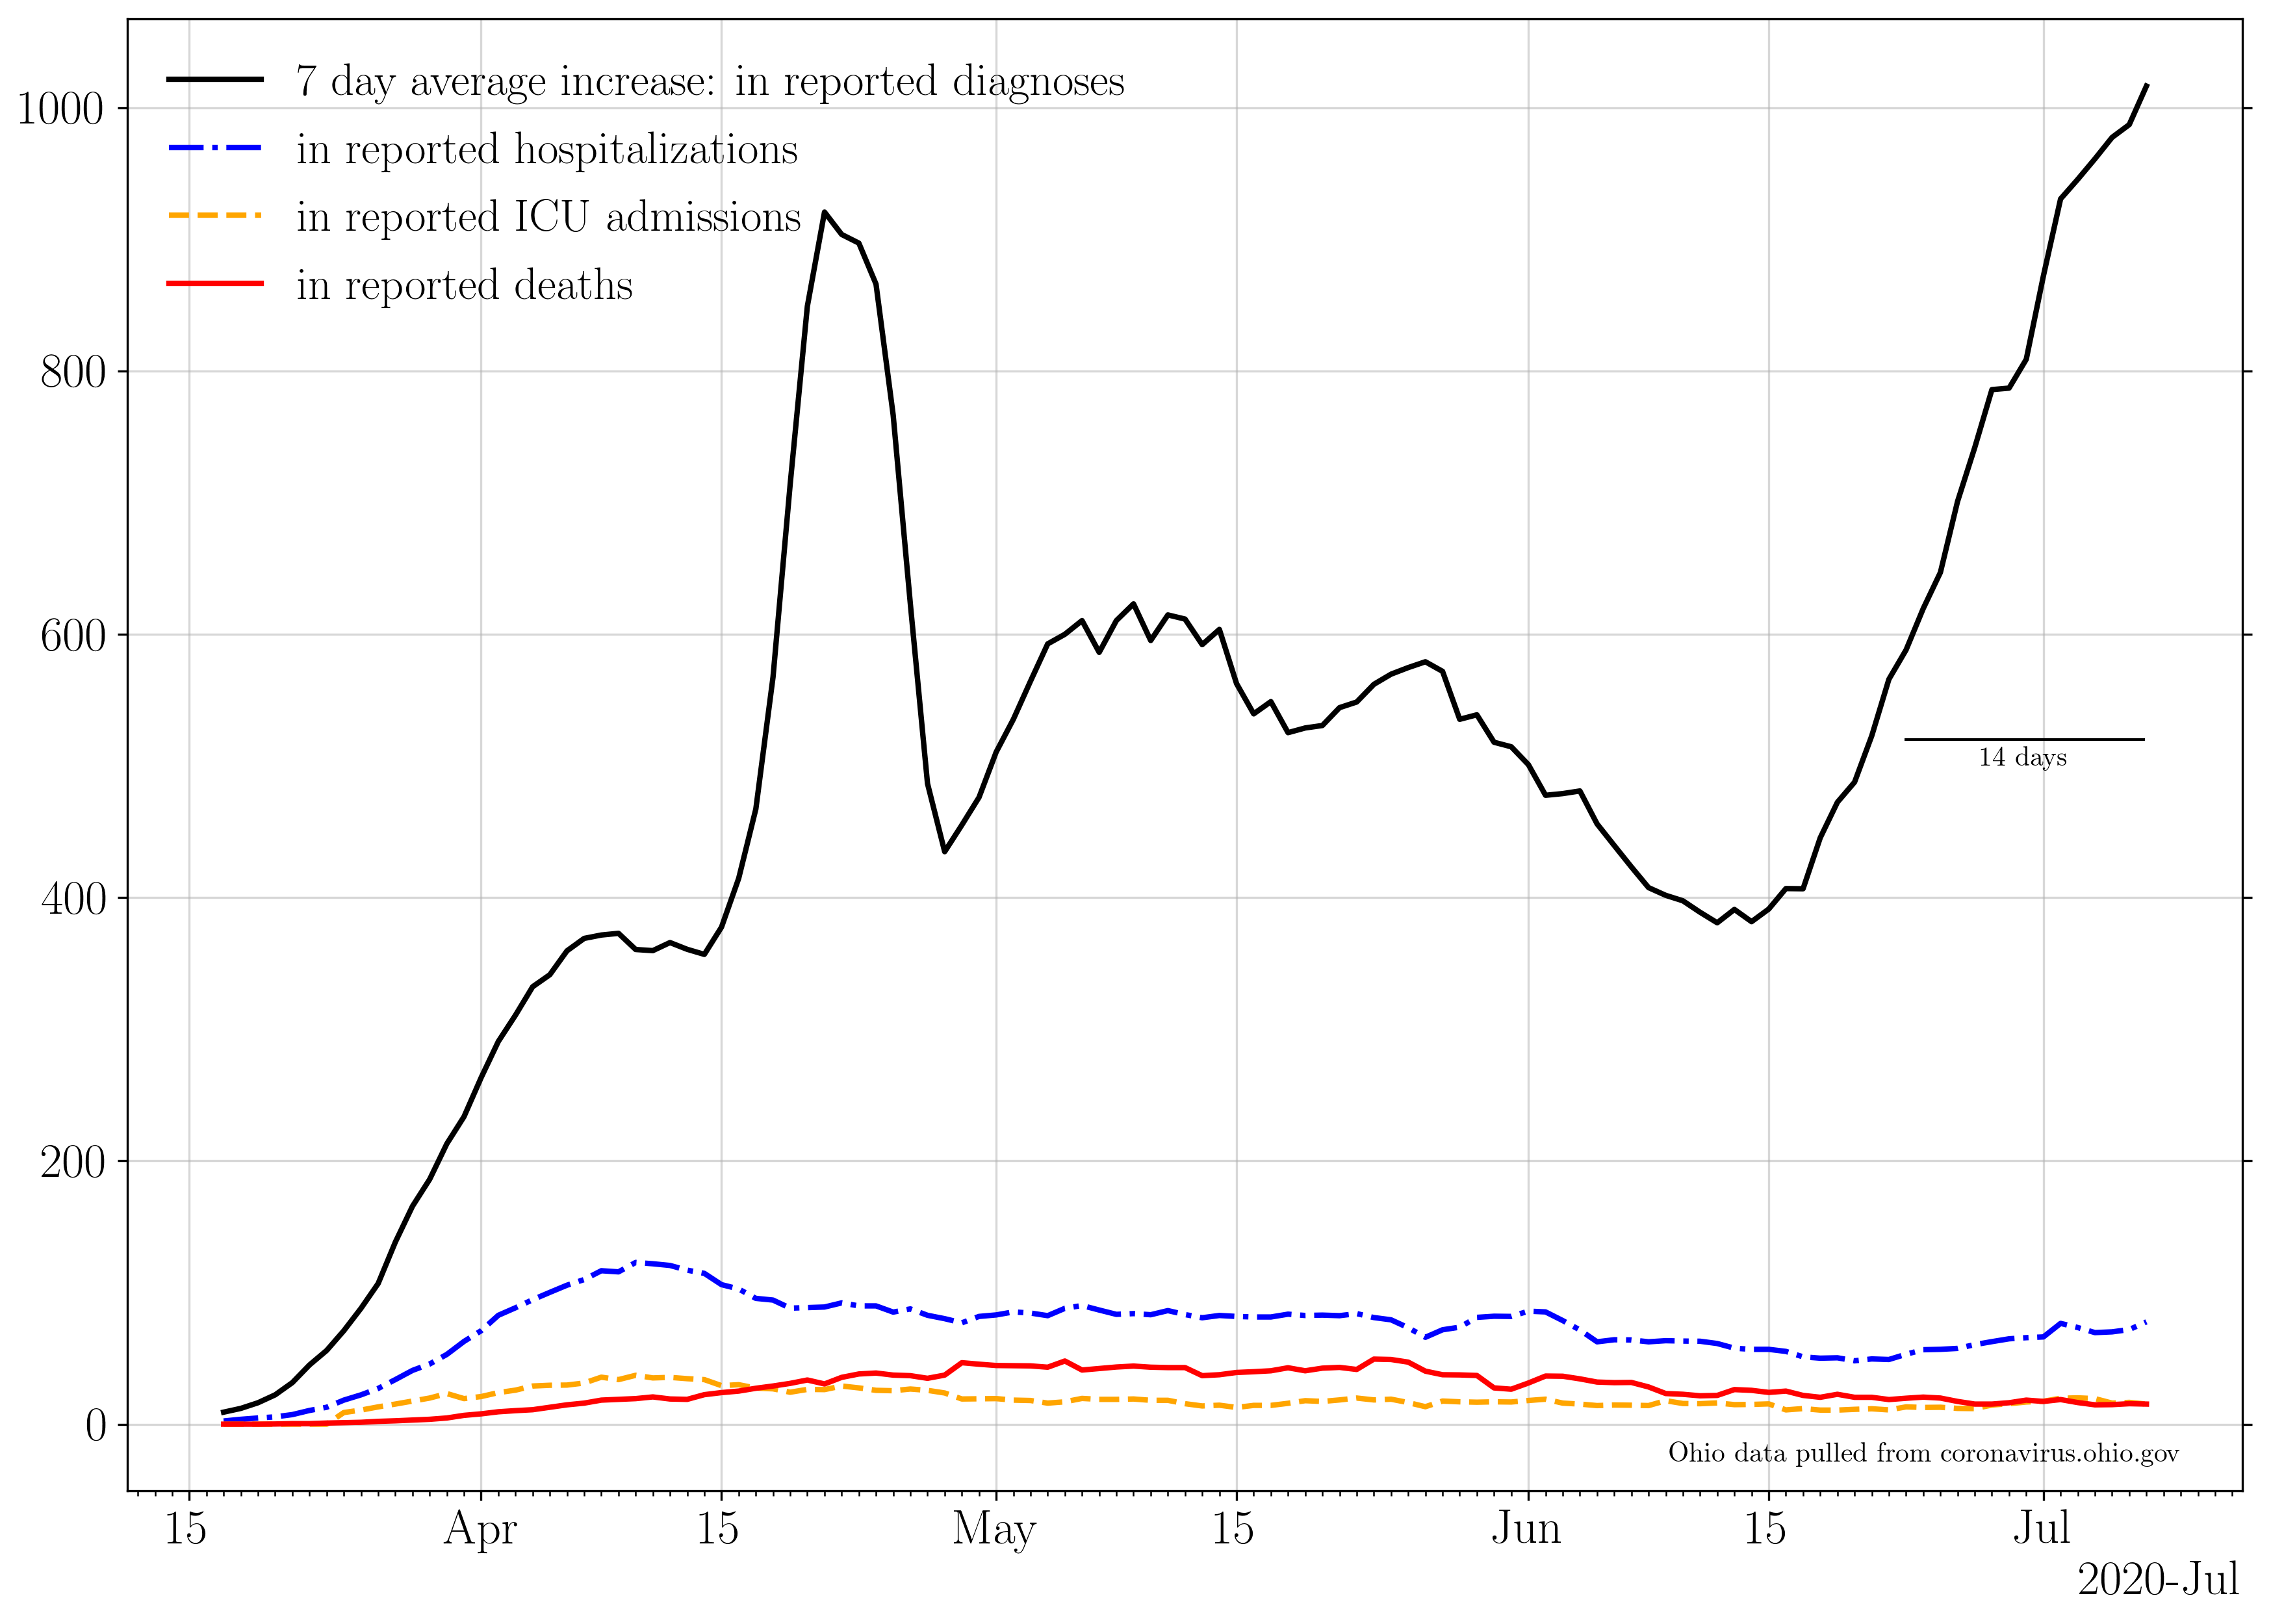 7 day average increase: in reported diagnoses
in reported hospitalizations
in reported ICU admissions
in reported deaths
1000
800
600
400
200
0
14 days
Ohio data pulled from coronavirus.ohio.gov
15 Apr 15 May 15 Jun 15 Jul
2020-Jul